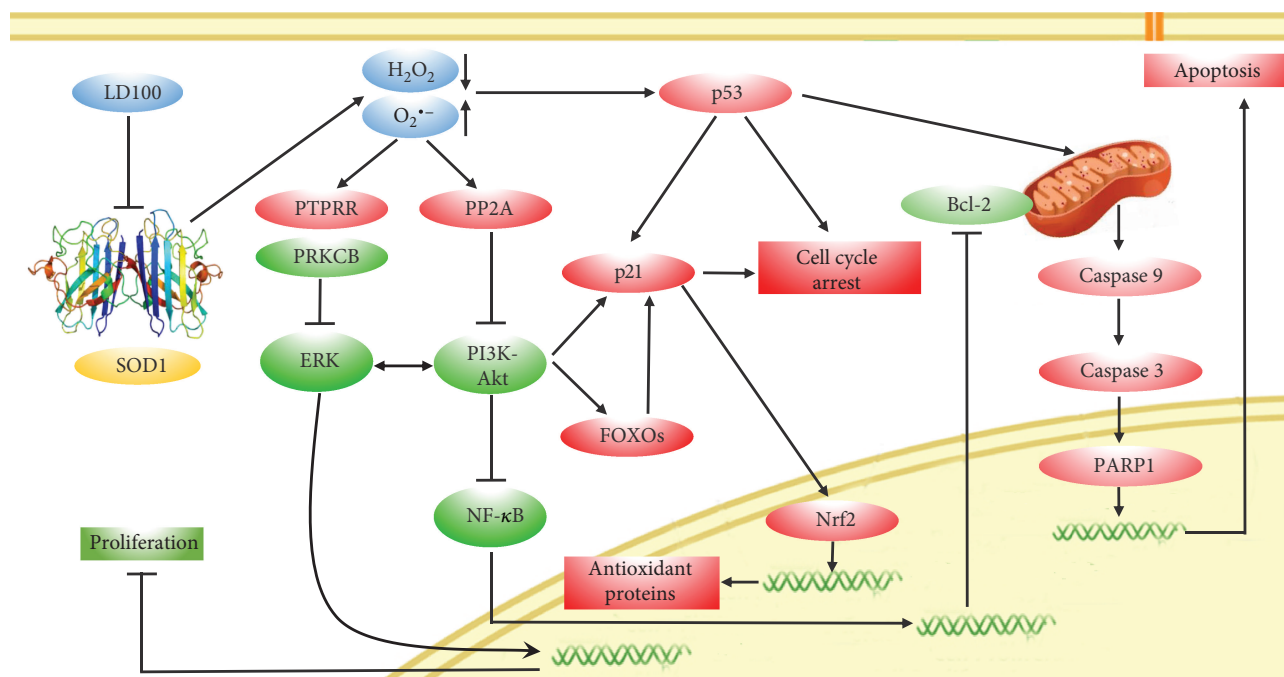 LD100
H₂O₂
O₂•−
p53
Apoptosis
PTPRR
PP2A
Bcl-2
PRKCB
p21
Cell cycle
arrest
Caspase 9
SOD1
ERK
PI3K-
Akt
Caspase 3
FOXOs
PARP1
NF-κB
Nrf2
Proliferation
Antioxidant
proteins